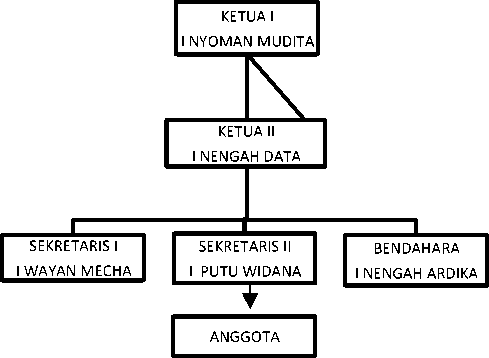 KETUA I
I NYOMAN MUDITA
KETUA II
I NENGAH DATA
SEKRETARIS I
I WAYAN MECHA
SEKRETARIS II
I PUTU WIDANA
BENDAHARA
I NENGAH ARDIKA
ANGGOTA